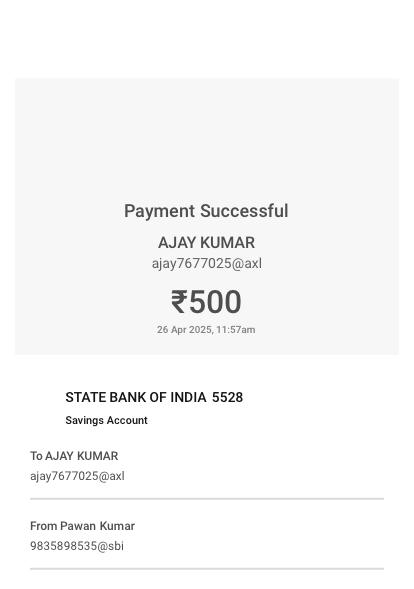 Payment Successful
AJAY KUMAR
ajay7677025@axl
₹500
26 Apr 2025, 11:57am
STATE BANK OF INDIA 5528
Savings Account
To AJAY KUMAR
ajay7677025@axl
From Pawan Kumar
9835898535@sbi